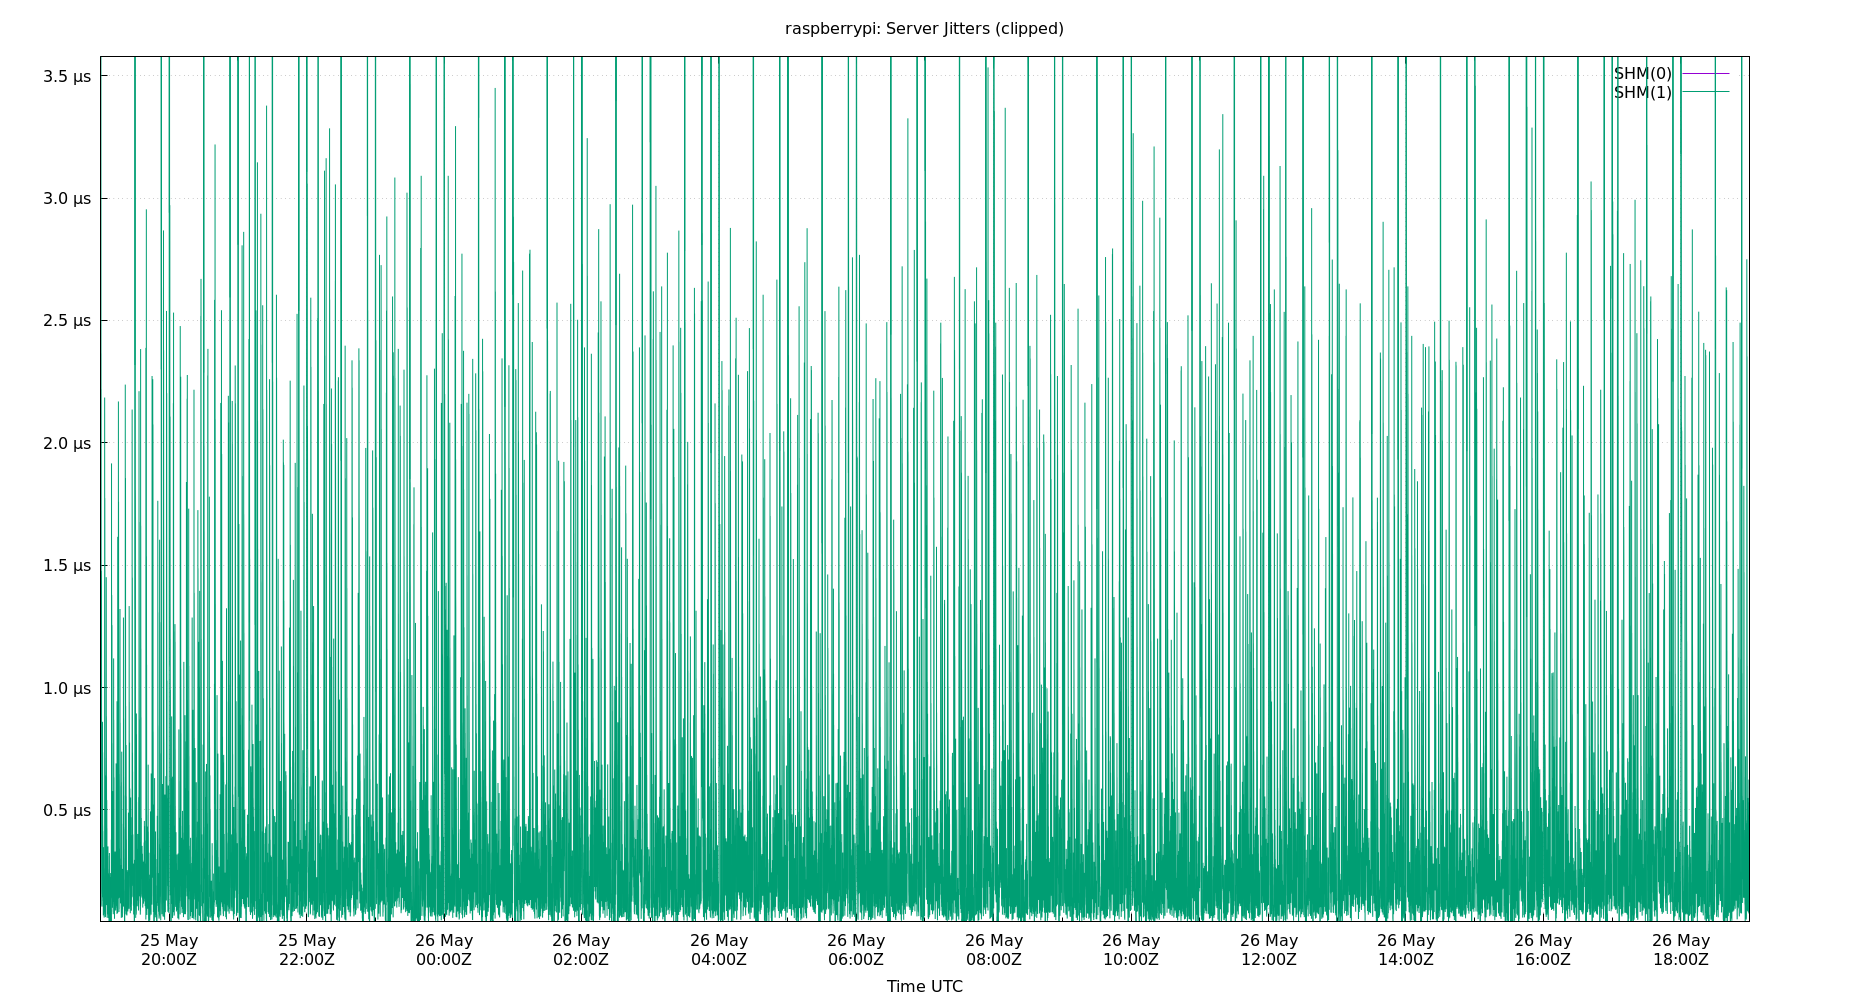 raspberrypi: Server Jitters (clipped)
SHM(0)
SHM(1)
3.5 µs
3.0 µs
2.5 µs
2.0 µs
1.5 µs
1.0 µs
0.5 µs
25 May 25 May 26 May 26 May 26 May 26 May 26 May 26 May 26 May 26 May 26 May 26 May
20:00Z 22:00Z 00:00Z 02:00Z 04:00Z 06:00Z 08:00Z 10:00Z 12:00Z 14:00Z 16:00Z 18:00Z
Time UTC